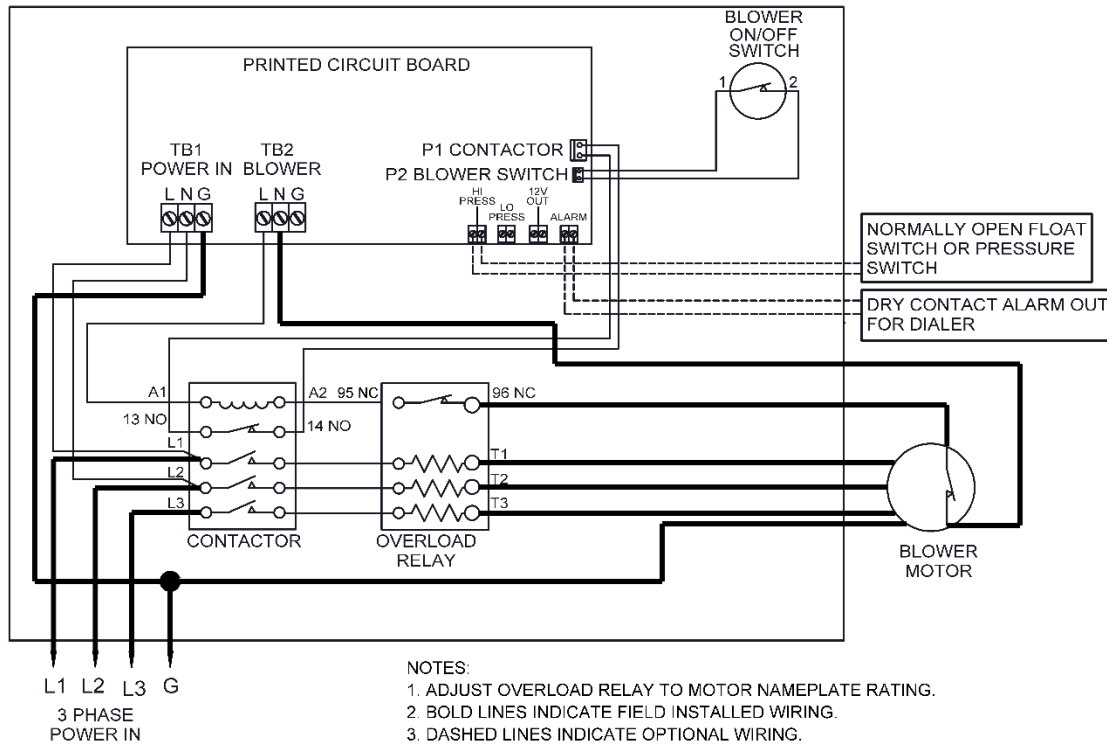 BLOWER
ON/OFF
SWITCH
1 2
PRINTED CIRCUIT BOARD
TB1
POWER IN
L N G
TB2
BLOWER
L N G
P1 CONTACTOR
P2 BLOWER SWITCH
HI
PRESS
LO
PRESS
12V
OUT
ALARM
NORMALLY OPEN FLOAT
SWITCH OR PRESSURE
SWITCH
DRY CONTACT ALARM OUT
FOR DIALER
A1
A2
95 NC
96 NC
13 NO
14 NO
L1
L2
L3
T1
T2
T3
CONTACTOR
OVERLOAD
RELAY
BLOWER
MOTOR
L1 L2 L3 G
3 PHASE
POWER IN
NOTES:
1. ADJUST OVERLOAD RELAY TO MOTOR NAMEPLATE RATING.
2. BOLD LINES INDICATE FIELD INSTALLED WIRING.
3. DASHED LINES INDICATE OPTIONAL WIRING.